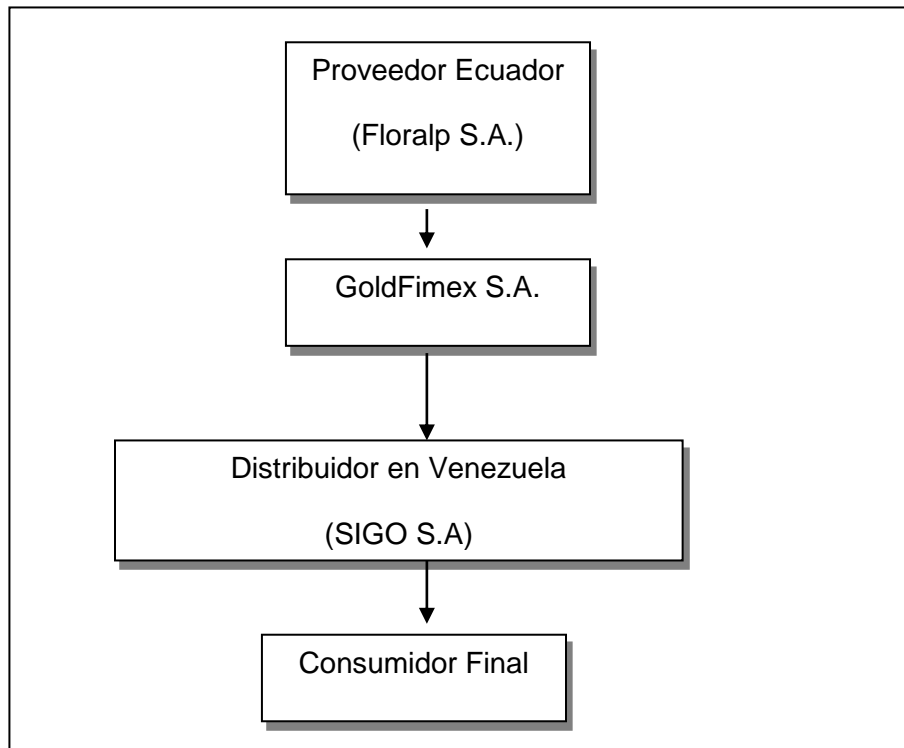 Proveedor Ecuador
(Floralp S.A.)
GoldFimex S.A.
Distribuidor en Venezuela
(SIGO S.A)
Consumidor Final